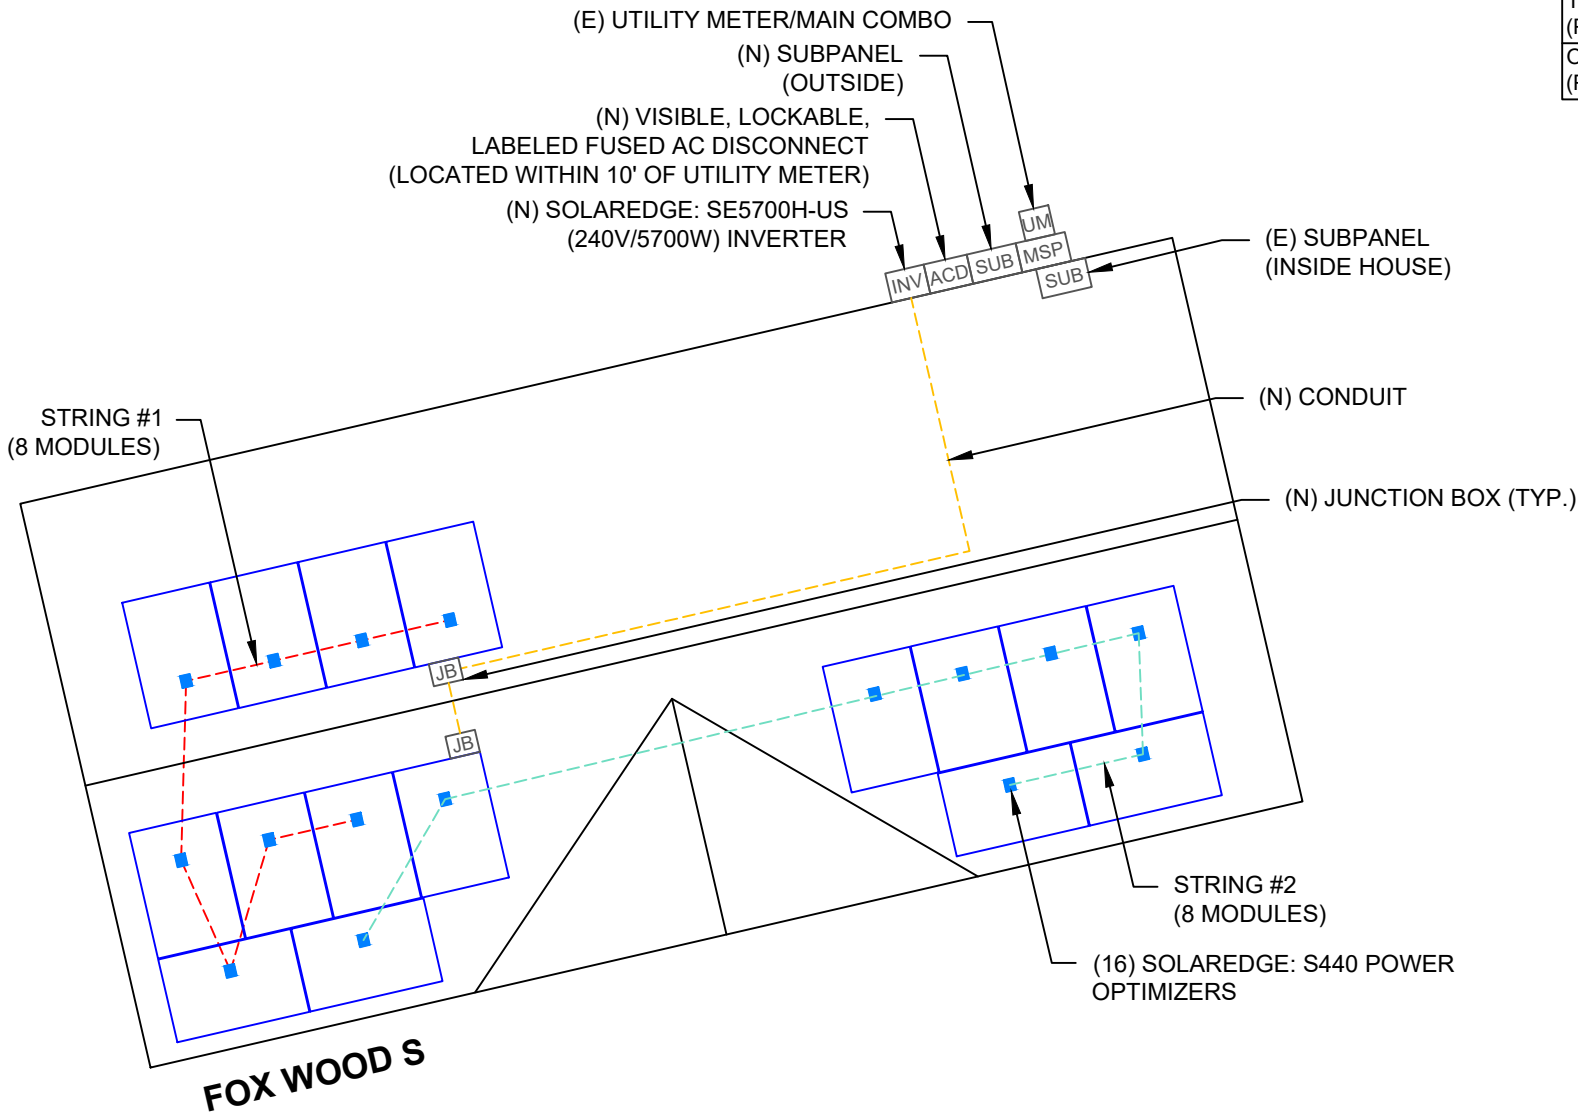 (E) UTILITY METER/MAIN COMBO
(N) SUBPANEL
(OUTSIDE)
(N) VISIBLE, LOCKABLE,
LABELED FUSED AC DISCONNECT
(LOCATED WITHIN 10' OF UTILITY METER)
(N) SOLAREDGE: SE5700H-US
(240V/5700W) INVERTER
UM
INV
ACD
SUB
MSP
SUB
(E) SUBPANEL
(INSIDE HOUSE)
(N) CONDUIT
STRING #1
(8 MODULES)
(N) JUNCTION BOX (TYP.)
JB
JB
STRING #2
(8 MODULES)
(16) SOLAREDGE: S440 POWER
OPTIMIZERS
FOX WOOD S